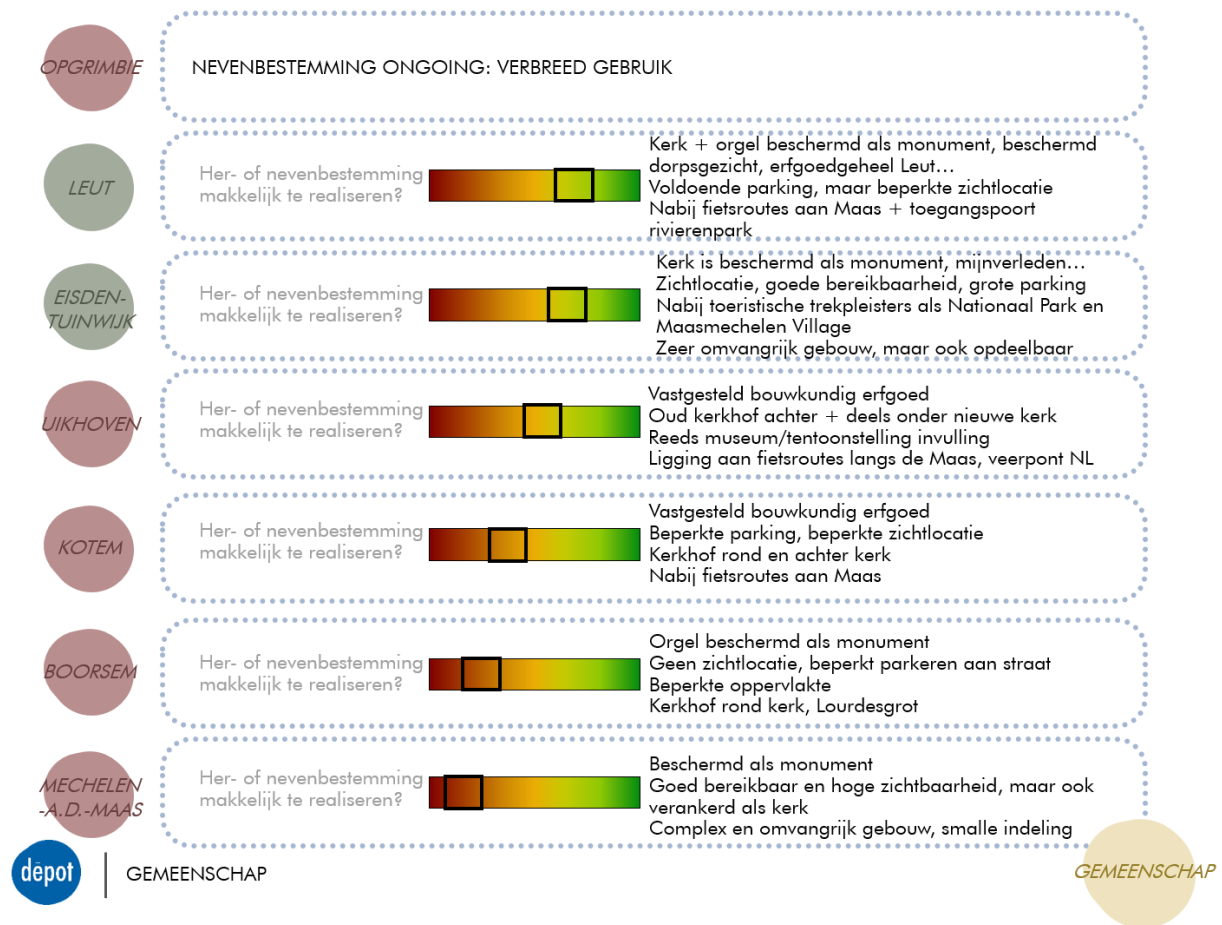 OPGRIMBIE
NEVENBESTEMMING ONGOING: VERBREED GEBRUIK
LEUT
Her- of nevenbestemming
makkelijk te realiseren?
Kerk + orgel beschermd als monument, beschermd
dorpsgezicht, erfgoedgeheel Leut...
Voldoende parking, maar beperkte zichtlocatie
Nabij fietsroutes aan Maas + toegangspoort
rivierenpark
EISDEN-
TUINWIJK
Her- of nevenbestemming
makkelijk te realiseren?
Kerk is beschermd als monument, mijnverleden...
Zichtlocatie, goede bereikbaarheid, grote parking
Nabij toeristische trekpleisters als Nationaal Park en
Maasmechelen Village
Zeer omvangrijk gebouw, maar ook opdeelbaar
UIKHOVEN
Her- of nevenbestemming
makkelijk te realiseren?
Vastgesteld bouwkundig erfgoed
Oud kerkhof achter + deels onder nieuwe kerk
Reeds museum/tentoonstelling invulling
Ligging aan fietsroutes langs de Maas, veerpont NL
KOTEM
Her- of nevenbestemming
makkelijk te realiseren?
Vastgesteld bouwkundig erfgoed
Beperkte parking, beperkte zichtlocatie
Kerkhof rond en achter kerk
Nabij fietsroutes aan Maas
BOORSEM
Her- of nevenbestemming
makkelijk te realiseren?
Orgel beschermd als monument
Geen zichtlocatie, beperkt parkeren aan straat
Beperkte oppervlakte
Kerkhof rond kerk, Lourdesgrot
MECHELEN
-A.D.-MAAS
Her- of nevenbestemming
makkelijk te realiseren?
Beschermd als monument
Goed bereikbaar en hoge zichtbaarheid, maar ook
verankerd als kerk
Complex en omvangrijk gebouw, smalle indeling
dēpot
GEMEENSCHAP
GEMEENSCHAP